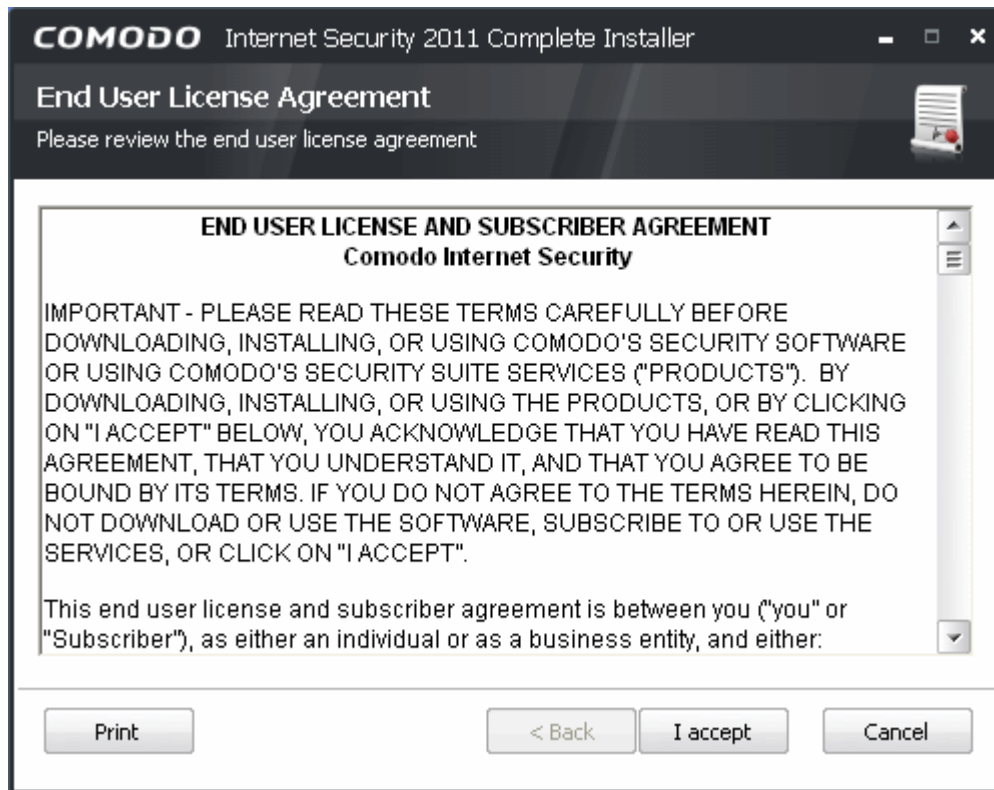 COMODO Internet Security 2011 Complete Installer
End User License Agreement
Please review the end user license agreement
END USER LICENSE AND SUBSCRIBER AGREEMENT
Comodo Internet Security
IMPORTANT - PLEASE READ THESE TERMS CAREFULLY BEFORE
DOWNLOADING, INSTALLING, OR USING COMODO'S SECURITY SOFTWARE
OR USING COMODO'S SECURITY SUITE SERVICES ("PRODUCTS").  BY
DOWNLOADING, INSTALLING, OR USING THE PRODUCTS, OR BY CLICKING
ON "I ACCEPT" BELOW, YOU ACKNOWLEDGE THAT YOU HAVE READ THIS
AGREEMENT, THAT YOU UNDERSTAND IT, AND THAT YOU AGREE TO BE
BOUND BY ITS TERMS. IF YOU DO NOT AGREE TO THE TERMS HEREIN, DO
NOT DOWNLOAD OR USE THE SOFTWARE, SUBSCRIBE TO OR USE THE
SERVICES, OR CLICK ON "I ACCEPT".
This end user license and subscriber agreement is between you ("you" or
"Subscriber"), as either an individual or as a business entity, and either:
Print
< Back
I accept
Cancel